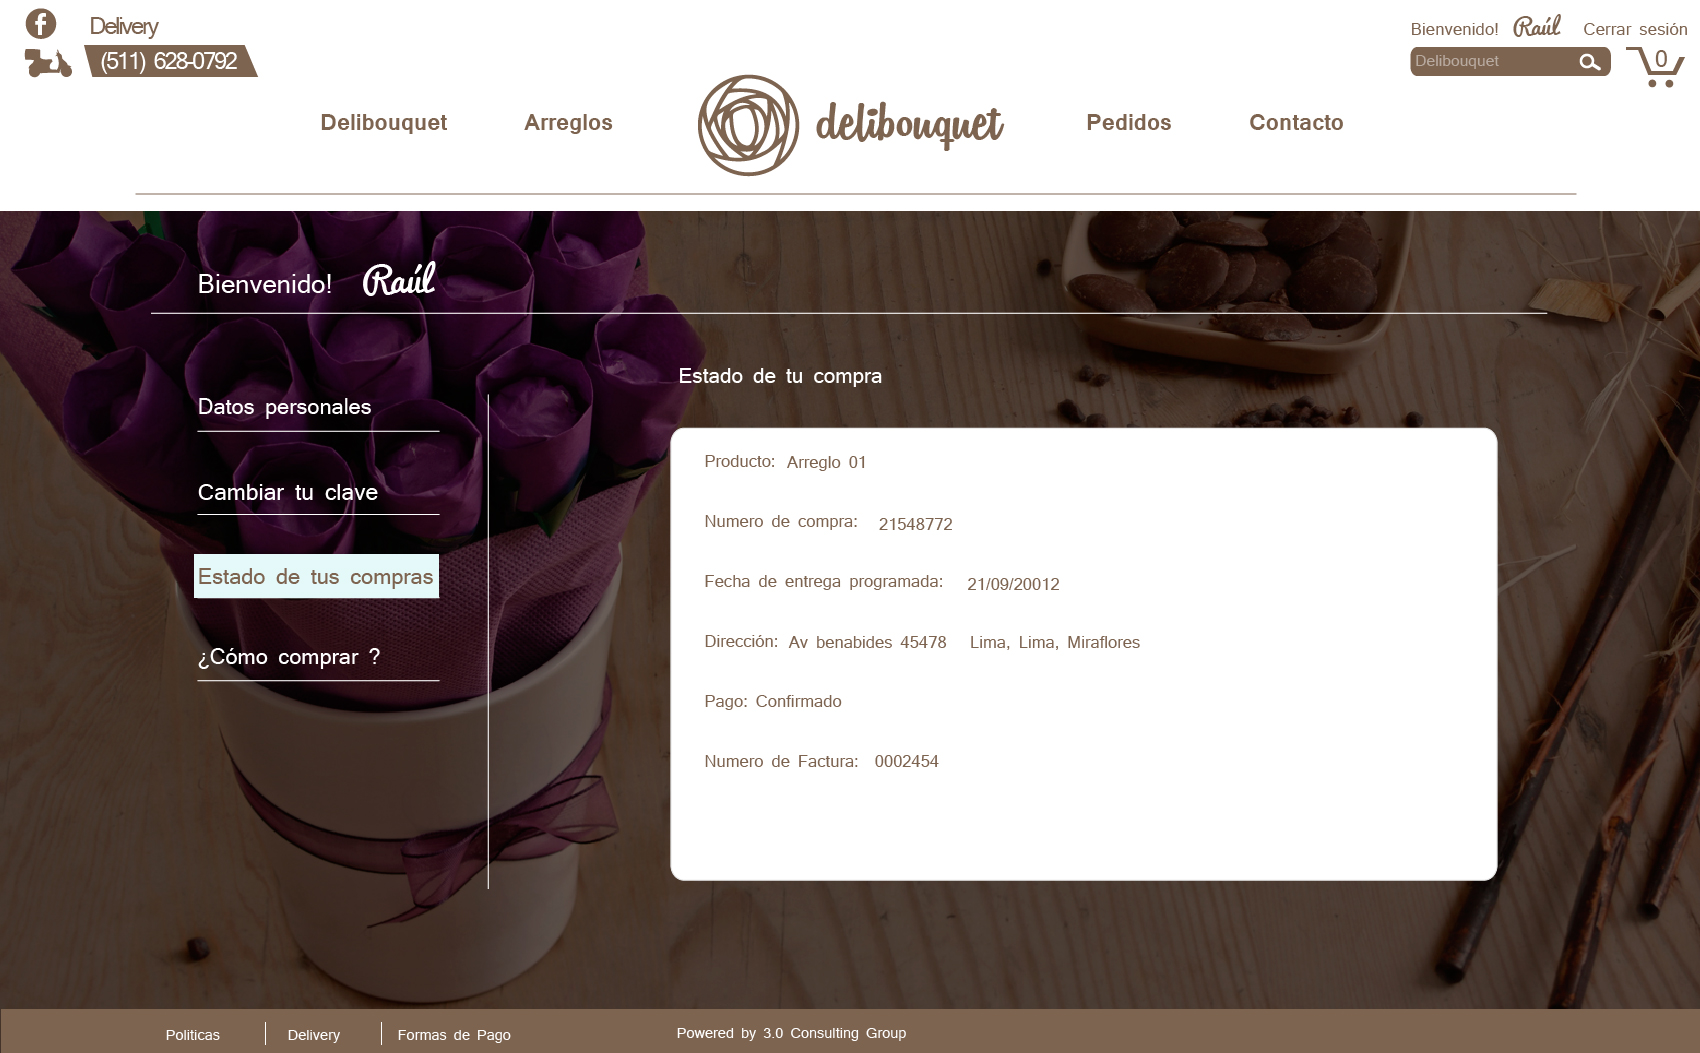 Delivery
(511) 628-0792
Bienvenido! Raúl Cerrar sesión
Delibouquet
0
Delibouquet Arreglos delibouquet Pedidos Contacto
Bienvenido! Raúl
Datos personales
Cambiar tu clave
Estado de tus compras
¿Cómo comprar ?
Estado de tu compra
Producto: Arreglo 01
Numero de compra: 21548772
Fecha de entrega programada: 21/09/20012
Dirección: Av benabides 45478 Lima, Lima, Miraflores
Pago: Confirmado
Numero de Factura: 0002454
Politicas Delivery Formas de Pago Powered by 3.0 Consulting Group